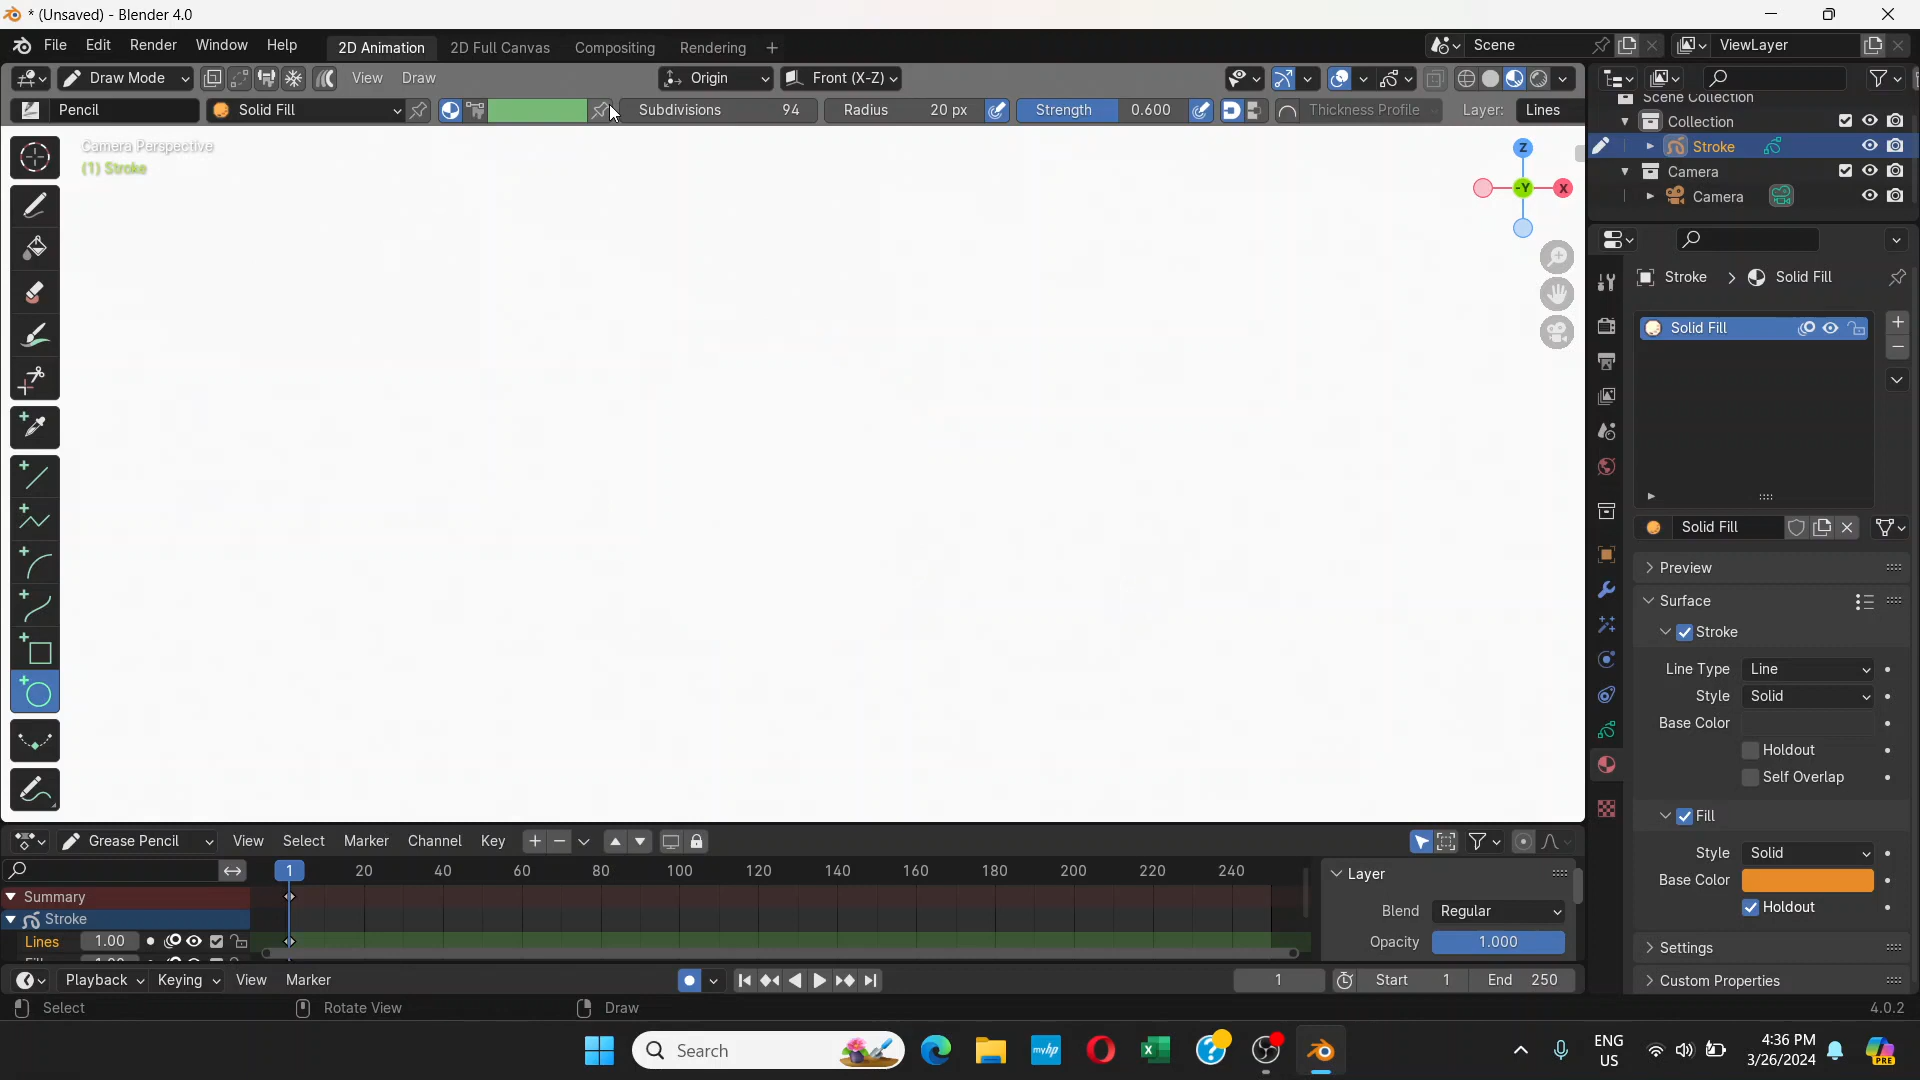 * (Unsaved) - Blender 4.0
File Edit Render Window Help 2D Animation 2D Full Canvas Compositing Rendering + Scene ViewLayer
Draw Mode View Draw Origin Front (X-Z)
Pencil Solid Fill Subdivisions 94 Radius 20 px Strength 0.600 Thickness Profile Layer: Lines
Camera Perspective
(1) Stroke
Z
-Y X
Scene Collection
Collection
Stroke
Camera
Camera
Stroke > Solid Fill
Solid Fill
Solid Fill
Preview
Surface
Stroke
Line Type Line
Style Solid
Base Color
Holdout
Self Overlap
Fill
Style Solid
Base Color
Holdout
Settings
Custom Properties
Grease Pencil View Select Marker Channel Key
1 20 40 60 80 100 120 140 160 180 200 220 240
Summary
Stroke
Lines 1.00
Layer
Blend Regular
Opacity 1.000
Playback Keying View Marker 1 Start 1 End 250
Select Rotate View Draw 4.0.2
Search
myhp
ENG
US
4:36 PM
3/26/2024
PRE